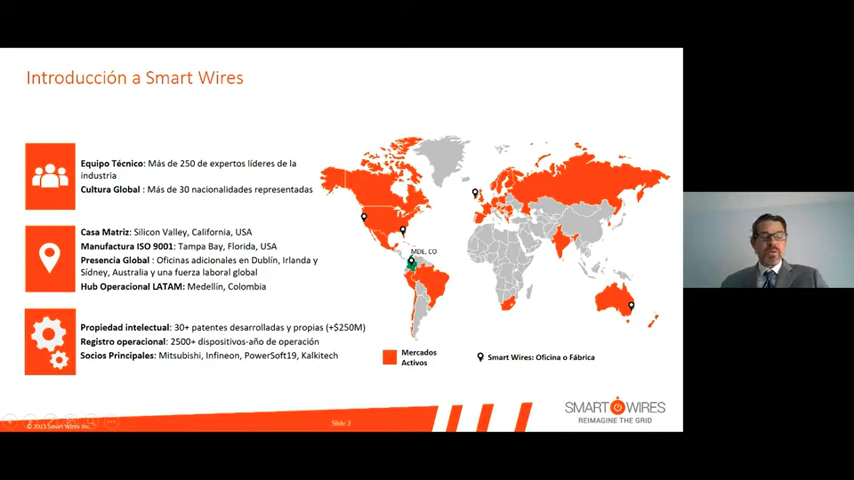 Introducción a Smart Wires
Equipo Técnico: Más de 250 de expertos líderes de la
industria
Cultura Global : Más de 30 nacionalidades representadas
Casa Matriz: Silicon Valley, California, USA
Manufactura ISO 9001: Tampa Bay, Florida, USA
Presencia Global : Oficinas adicionales en Dublín, Irlanda y
Sídney, Australia y una fuerza laboral global
Hub Operacional LATAM: Medellín, Colombia
Propiedad intelectual: 30+ patentes desarrolladas y propias (+$250M)
Registro operacional: 2500+ dispositivos-año de operación
Socios Principales: Mitsubishi, Infineon, PowerSoft19, Kalkitech
MDE, CO
Mercados
Activos
Smart Wires: Oficina o Fábrica
© 2021 Smart Wires Inc.
Slide 2
SMART WIRES
REIMAGINE THE GRID